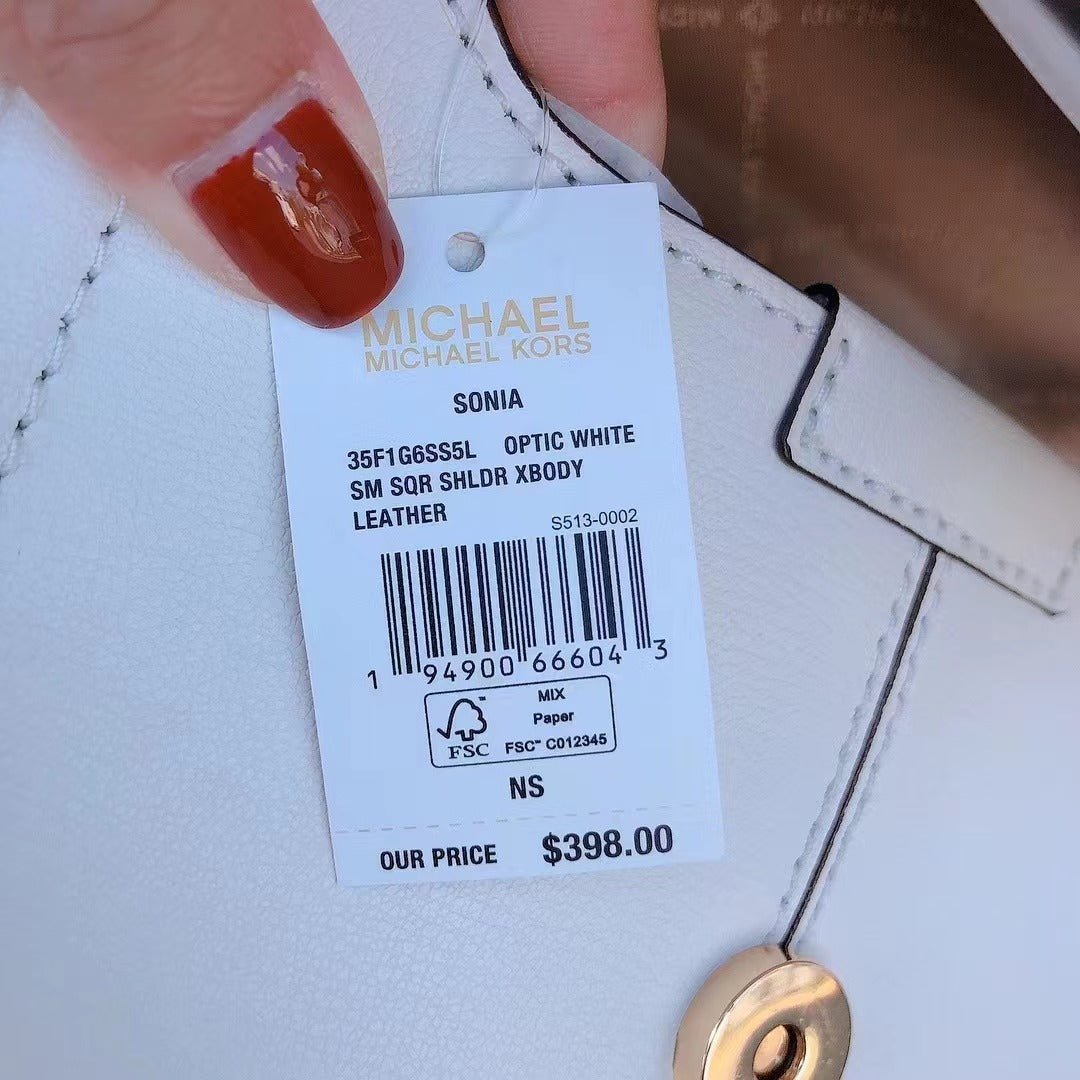 MICHAEL
MICHAEL KORS
SONIA
35F1G6SS5L OPTIC WHITE
SM SQR SHLDR XBODY
LEATHER
S513-0002
1 94900 66604 3
MIX
Paper
FSC™ C012345
FSC
NS
OUR PRICE $398.00